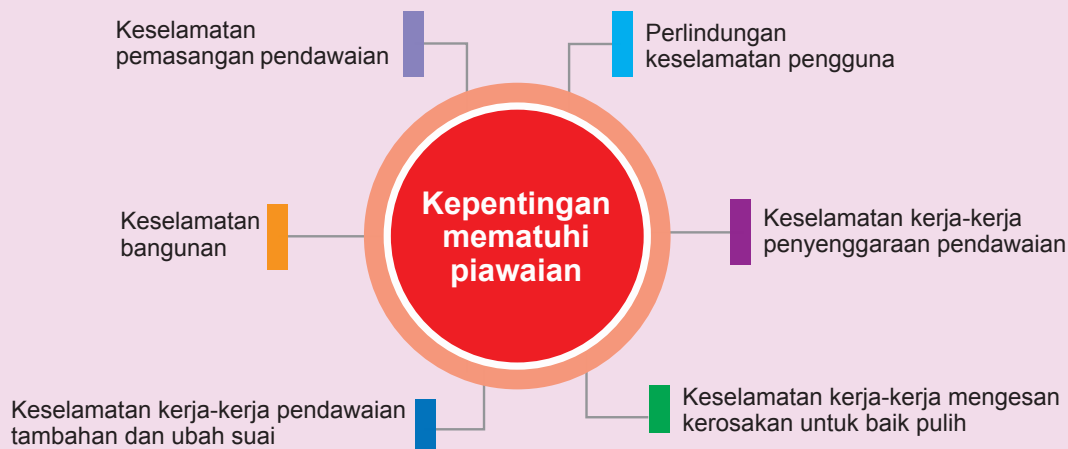 Keselamatan
pemasangan pendawaian
Perlindungan
keselamatan pengguna
Kepentingan
mematuhi
piawaian
Keselamatan
bangunan
Keselamatan kerja-kerja
penyenggaraan pendawaian
Keselamatan kerja-kerja pendawaian
tambahan dan ubah suai
Keselamatan kerja-kerja mengesan
kerosakan untuk baik pulih